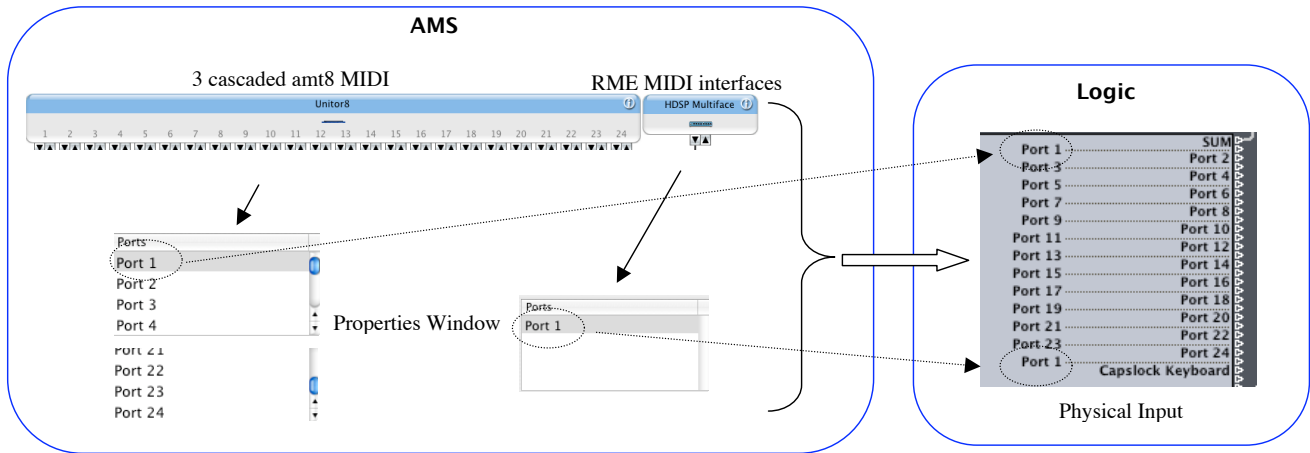 AMS
3 cascaded amt8 MIDI
RME MIDI interfaces
Unitor8
HDSP Multiface
1 2 3 4 5 6 7 8 9 10 11 12 13 14 15 16 17 18 19 20 21 22 23 24
Ports
Port 1
Port 2
Port 3
Port 4
Port 21
Port 22
Port 23
Port 24
Properties Window
Ports
Port 1
Logic
SUM
Port 1
Port 2
Port 3
Port 4
Port 5
Port 6
Port 7
Port 8
Port 9
Port 10
Port 11
Port 12
Port 13
Port 14
Port 15
Port 16
Port 17
Port 18
Port 19
Port 20
Port 21
Port 22
Port 23
Port 24
Port 1
Capslock Keyboard
Physical Input